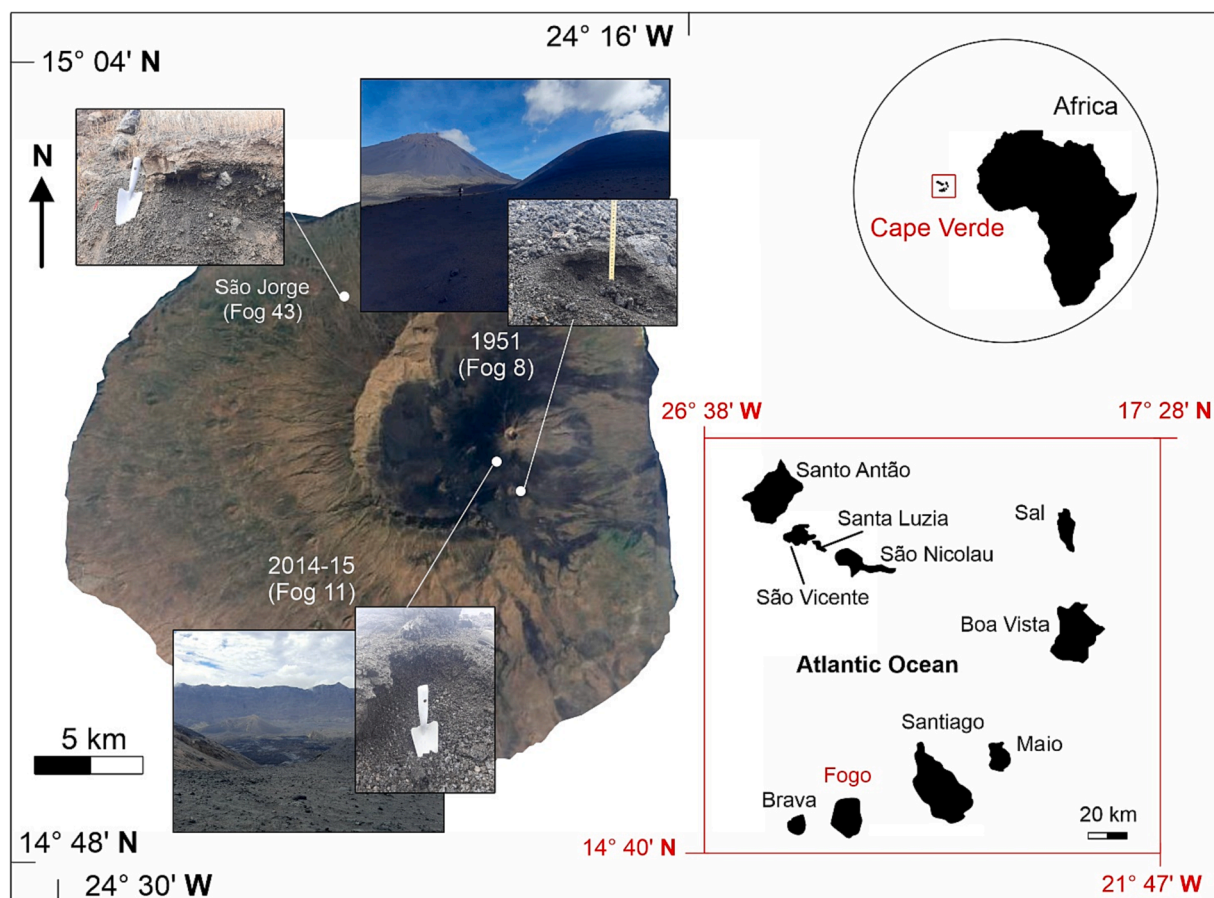 24° 16' W
15° 04' N
N
São Jorge
(Fog 43)
1951
(Fog 8)
2014-15
(Fog 11)
5 km
14° 48' N
24° 30' W
Africa
Cape Verde
26° 38' W
17° 28' N
Santo Antão
Santa Luzia
São Nicolau
São Vicente
Sal
Boa Vista
Atlantic Ocean
Santiago
Maio
Fogo
Brava
20 km
14° 40' N
21° 47' W